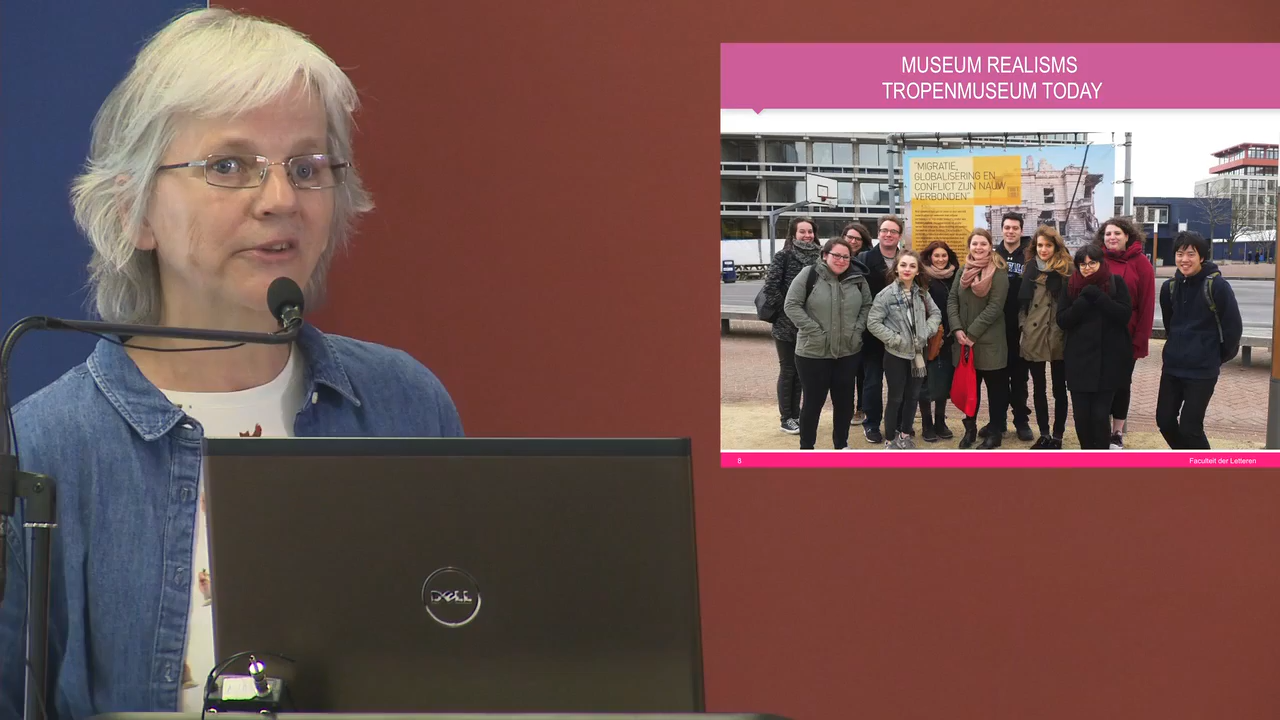 MUSEUM REALISMS
TROPENMUSEUM TODAY
"MIGRATIE,
GLOBALISERING EN
CONFLICT ZIJN NAUW
VERBONDEN"
8
Faculteit der Letteren
DELL